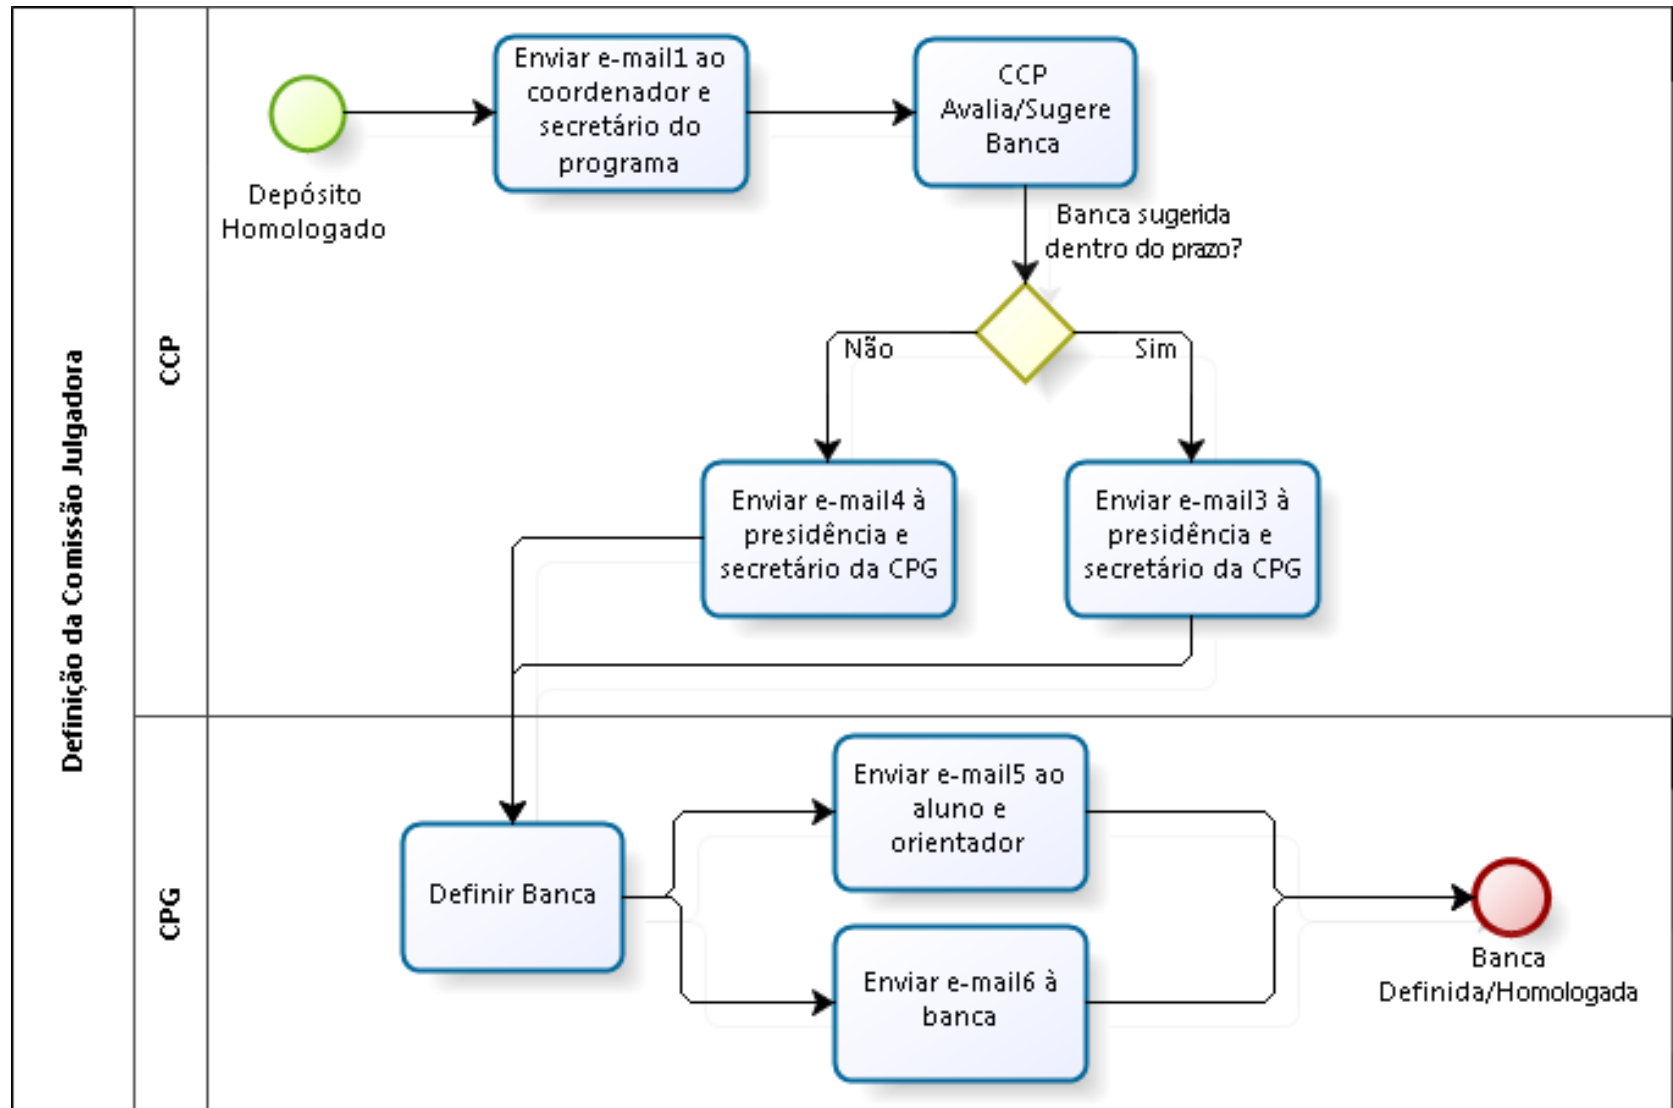 Definição da Comissão Julgadora
CCP
Depósito
Homologado
Enviar e-mail1 ao
coordenador e
secretário do
programa
CCP
Avalia/Sugere
Banca
Banca sugerida
dentro do prazo?
Não
Sim
Enviar e-mail4 à
presidência e
secretário da CPG
Enviar e-mail3 à
presidência e
secretário da CPG
CPG
Definir Banca
Enviar e-mail5 ao
aluno e
orientador
Enviar e-mail6 à
banca
Banca
Definida/Homologada